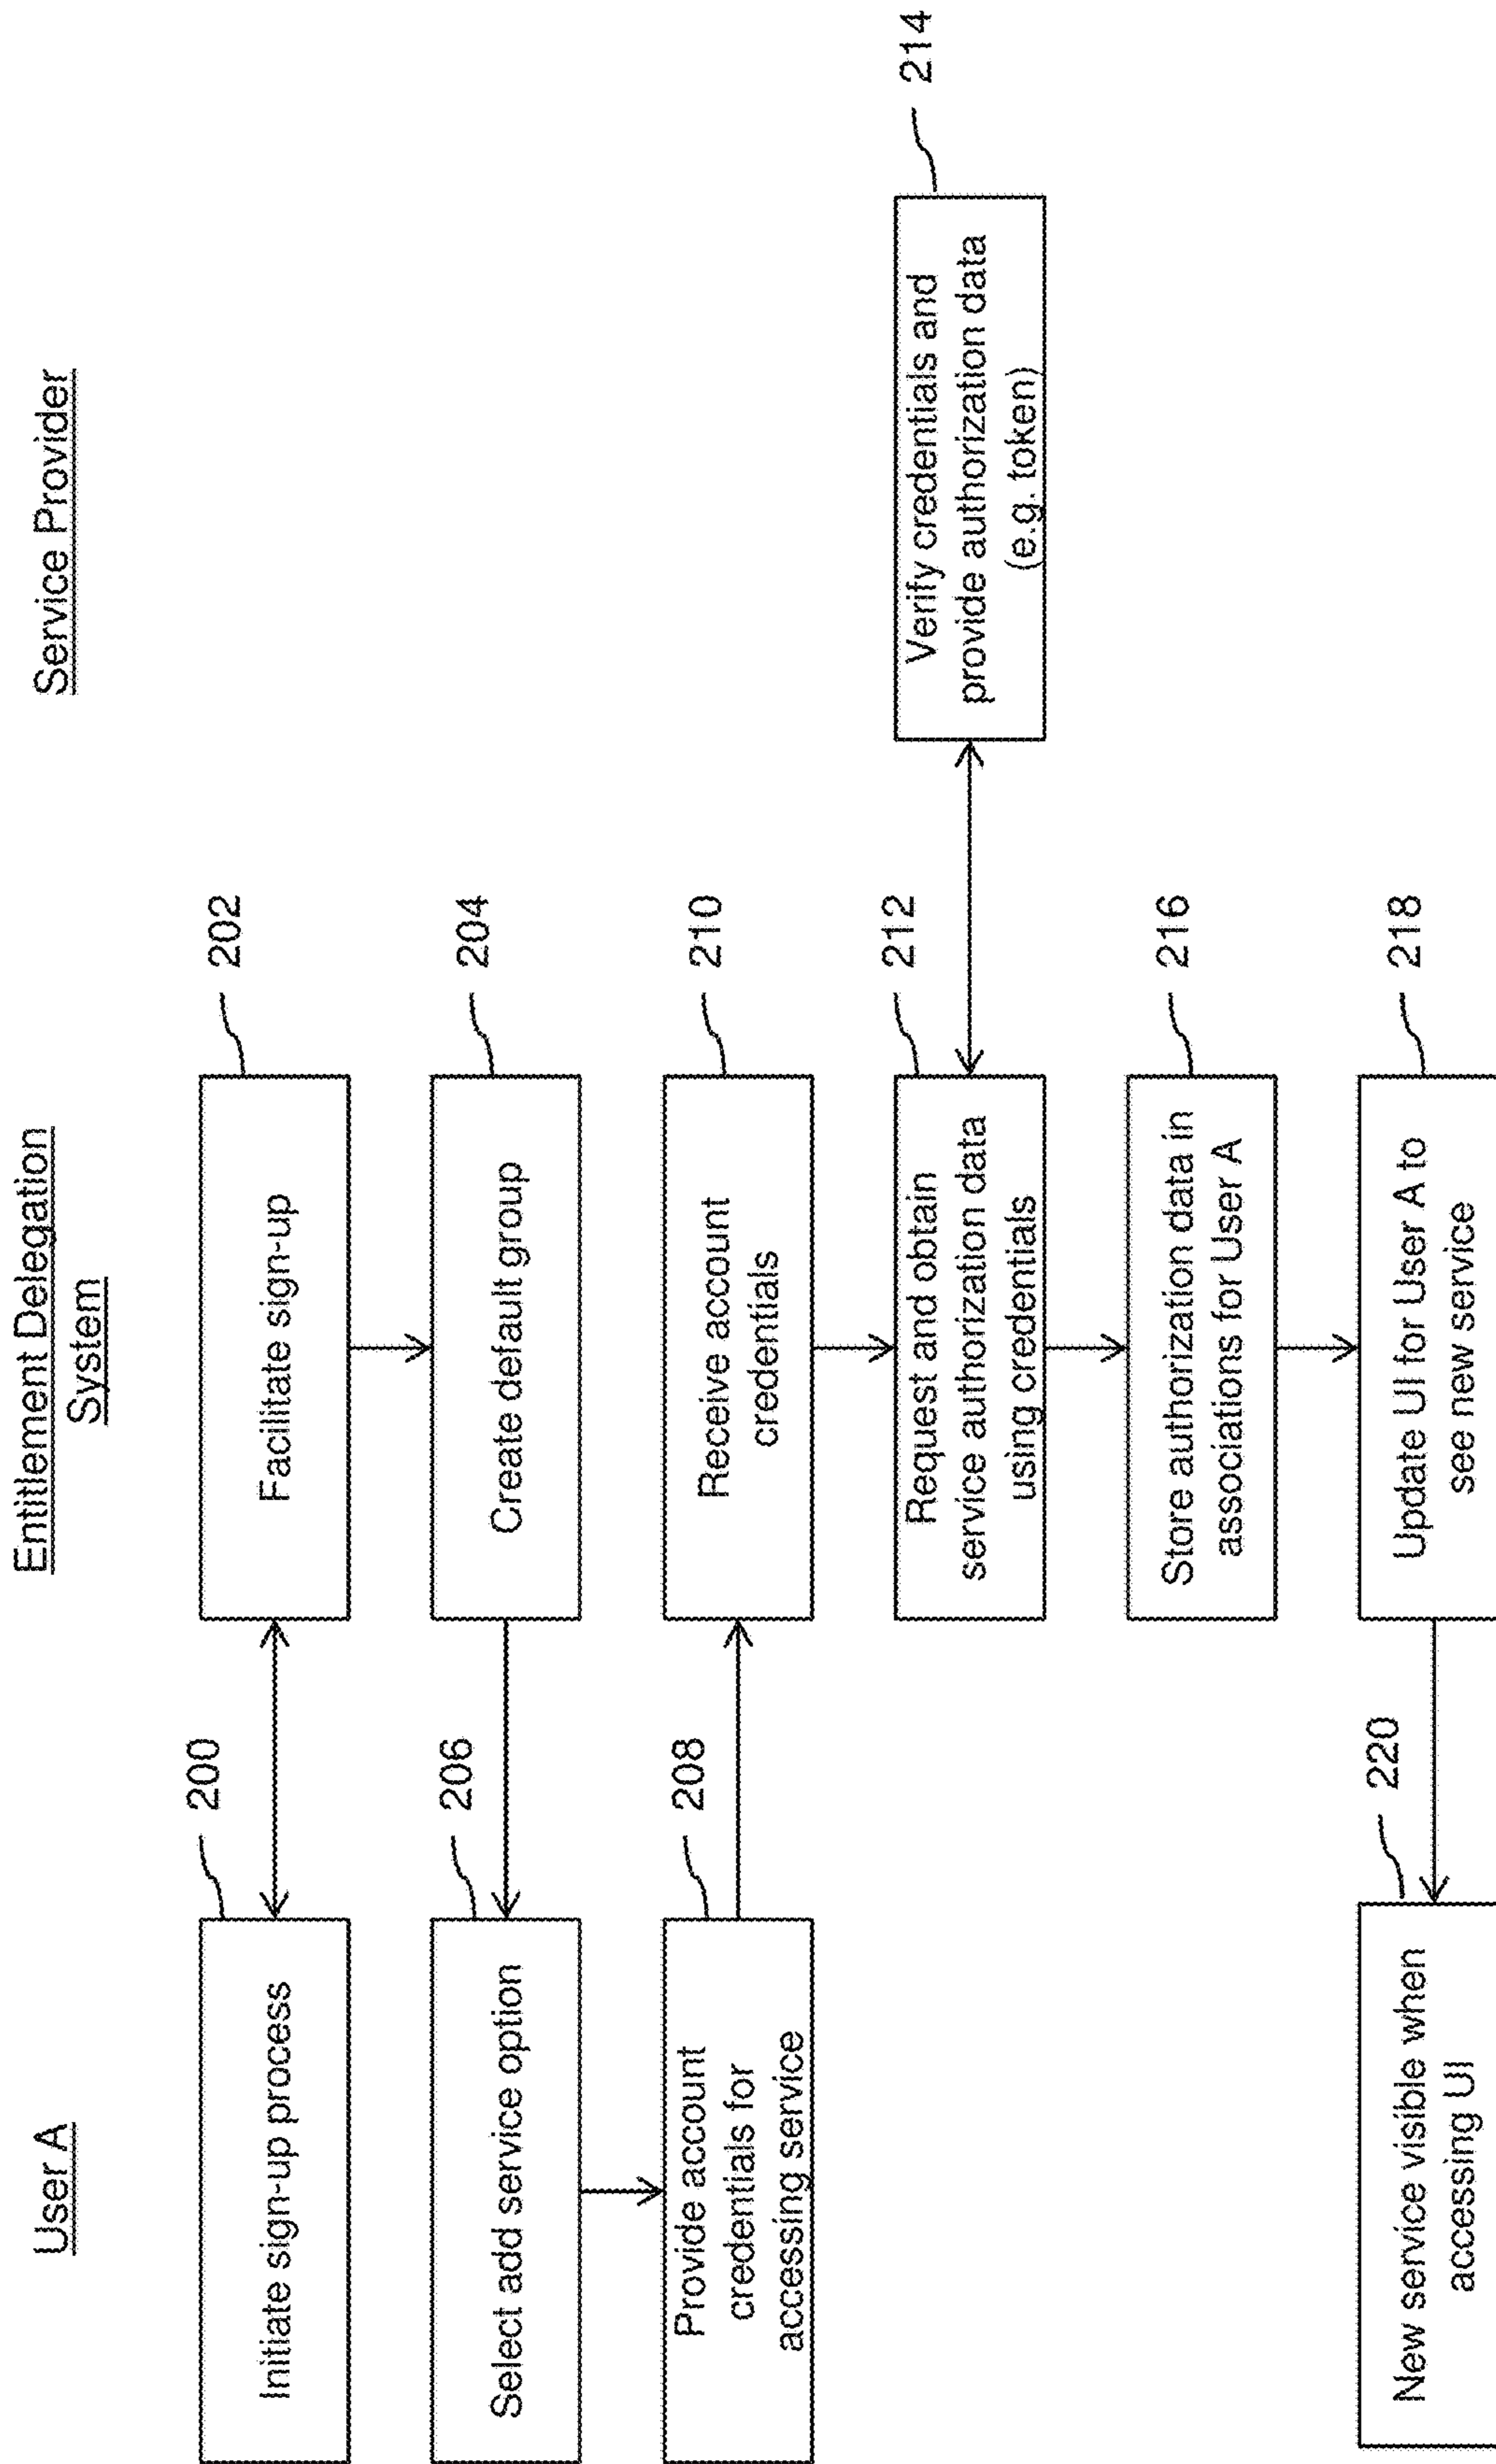 User A
Entitlement Delegation
System
Service Provider
200
Initiate sign-up process
202
Facilitate sign-up
204
Create default group
206
Select add service option
208
Provide account
credentials for
accessing service
210
Receive account
credentials
212
Request and obtain
service authorization data
using credentials
214
Verify credentials and
provide authorization data
(e.g. token)
216
Store authorization data in
associations for User A
218
Update UI for User A to
see new service
220
New service visible when
accessing UI